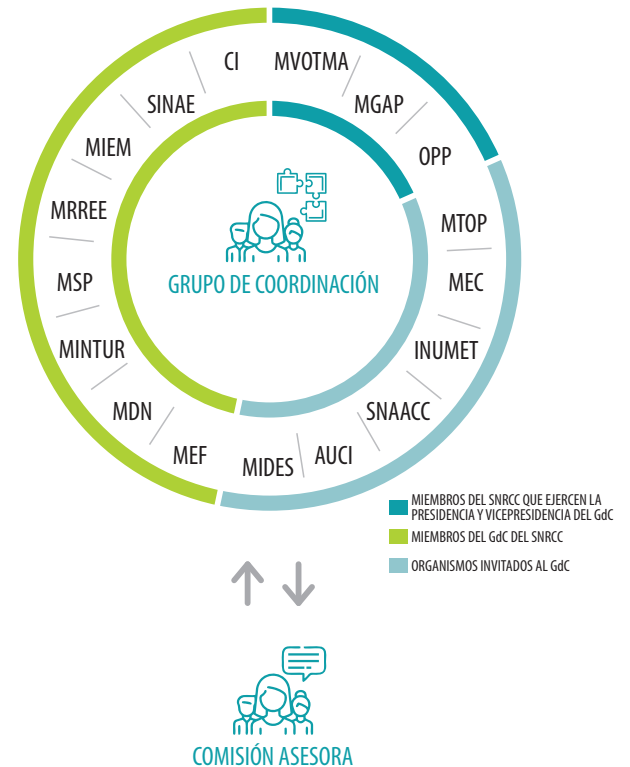 CI
MVOTMA
MGAP
OPP
MTOP
MEC
INUMET
SNAACC
AUCI
MIDES
MEF
MDN
MINTUR
MSP
MRREE
MIEM
SINAE
GRUPO DE COORDINACIÓN
MIEMBROS DEL SNRCC QUE EJERCEN LA
PRESIDENCIA Y VICEPRESIDENCIA DEL GdC
MIEMBROS DEL GdC DEL SNRCC
ORGANISMOS INVITADOS AL GdC
COMISIÓN ASESORA